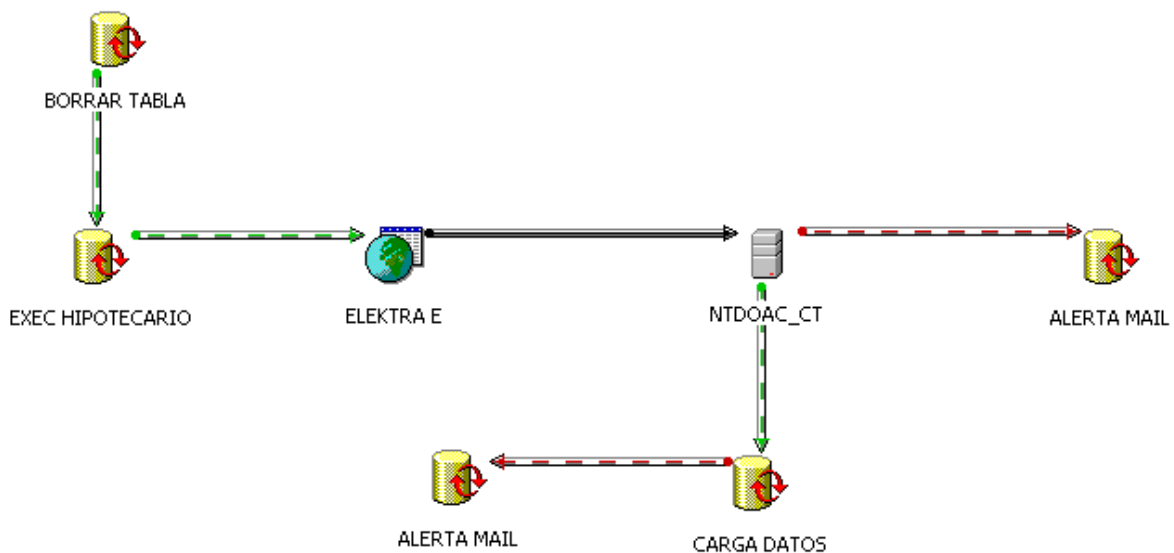 BORRAR TABLA
EXEC HIPOTECARIO
ELEKTRA E
NTDOAC_CT
ALERTA MAIL
ALERTA MAIL
CARGA DATOS